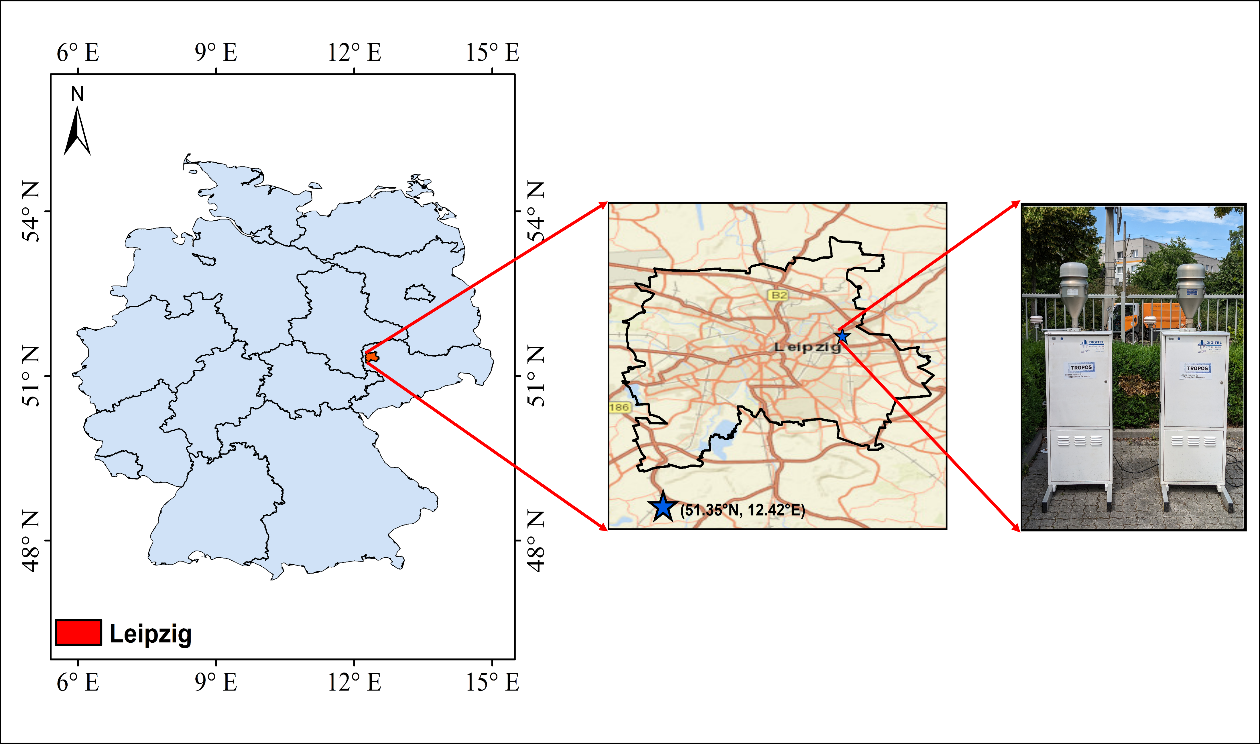 6° E 9° E 12° E 15° E
N
54° N
54° N
51° N
51° N
48° N
48° N
Leipzig
6° E 9° E 12° E 15° E
B2
Leipzig
186
(51.35°N, 12.42°E)
TROPOS
TROPOS